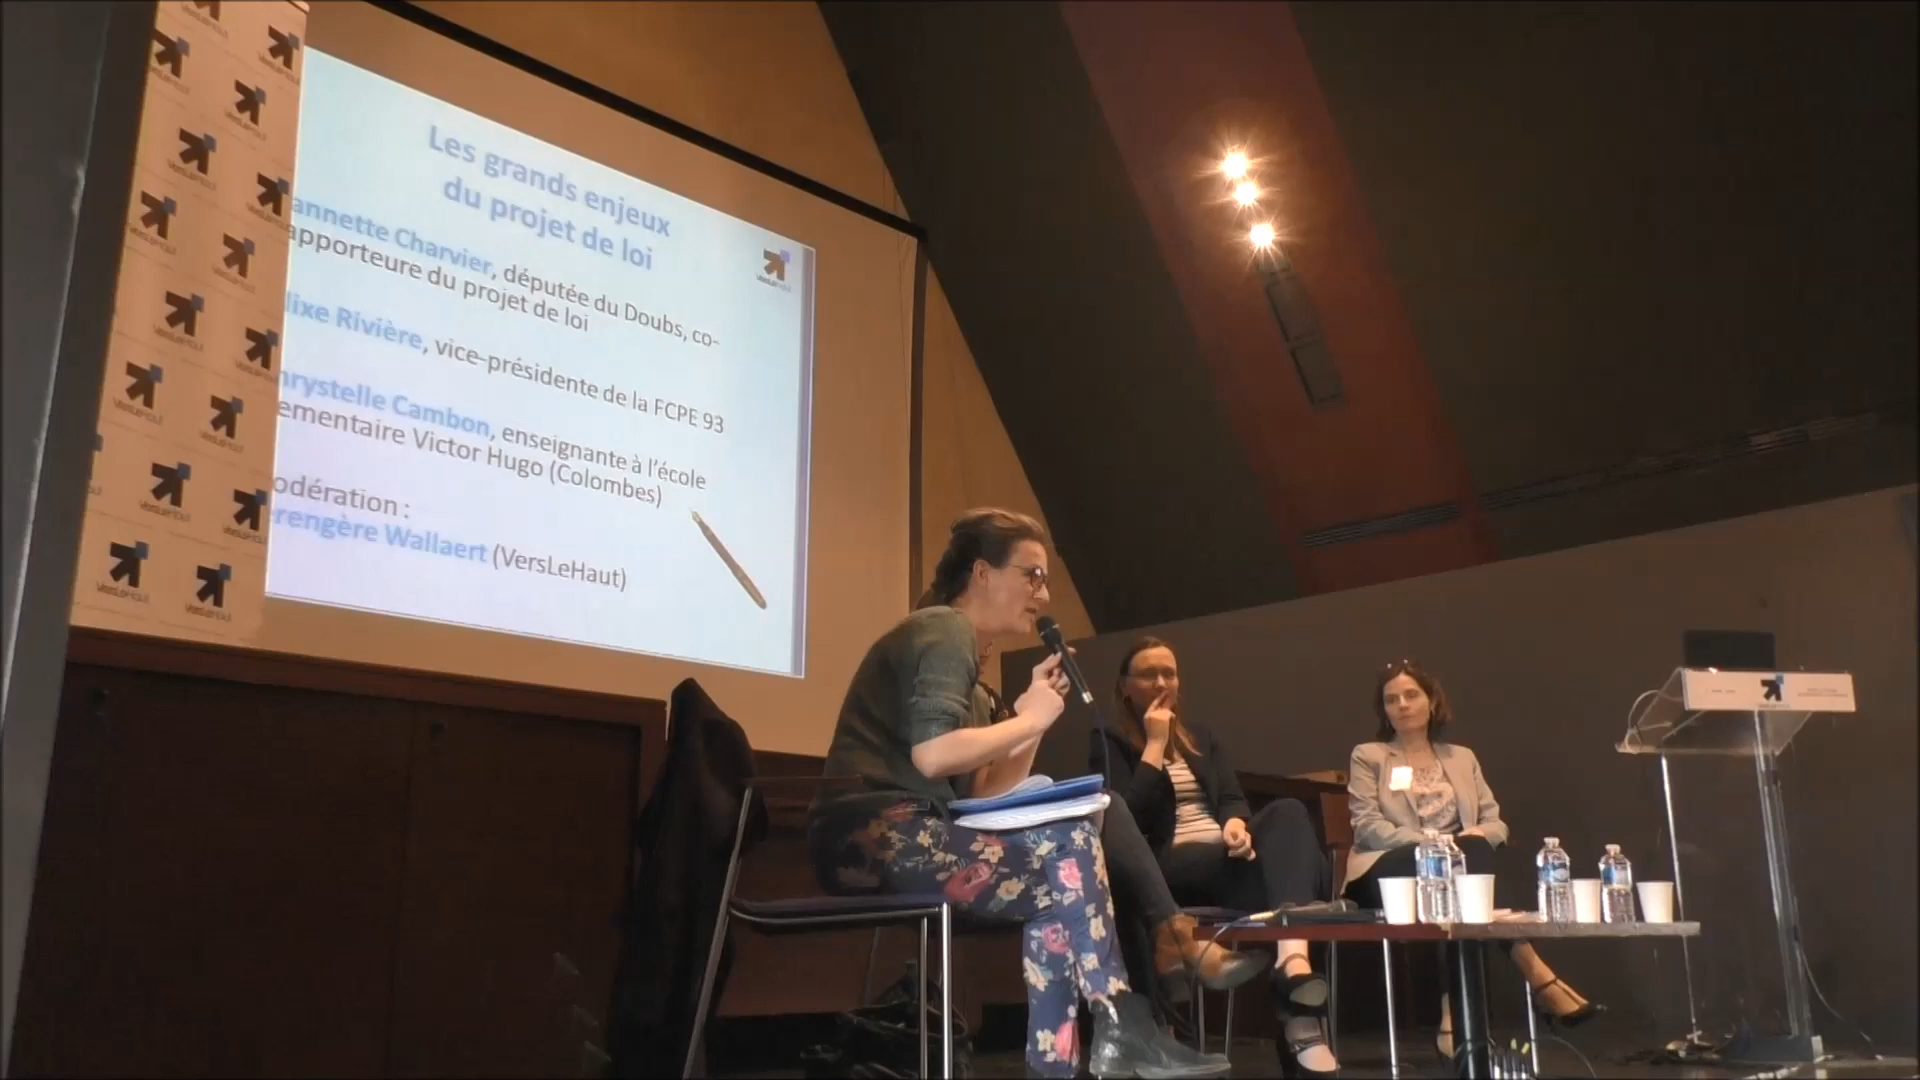 Les grands enjeux
du projet de loi
annette Charvier, députée du Doubs, co-
apporteure du projet de loi
lixe Rivière, vice-présidente de la FCPE 93
hrystelle Cambon, enseignante à l'école
ementaire Victor Hugo (Colombes)
odération :
rengère Wallaert (VersLeHaut)
VersLeHaut